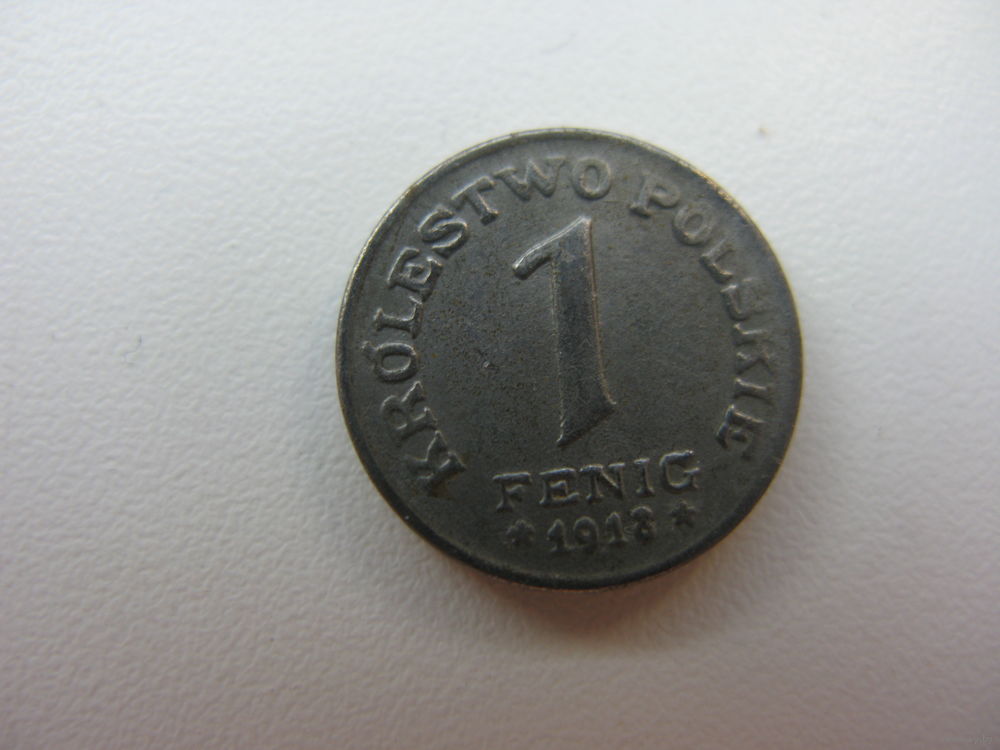 KRÓLESTWO POLSKIE
1
FENIG
* 1918 *